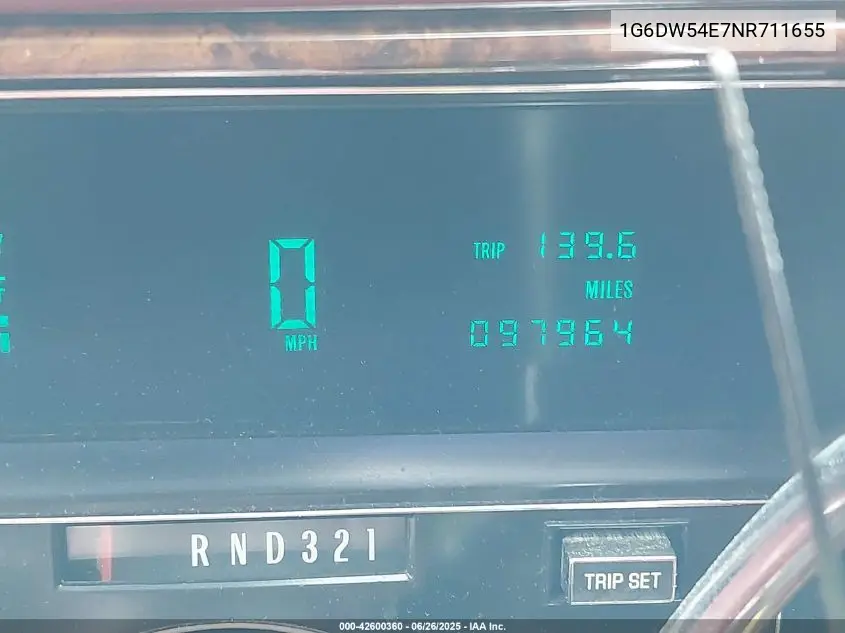 1G6DW54E7NR711655
TRIP 139.6
MILES
0
MPH
097964
RND321
TRIP SET
000-42600360 - 06/26/2025 - IAA Inc.